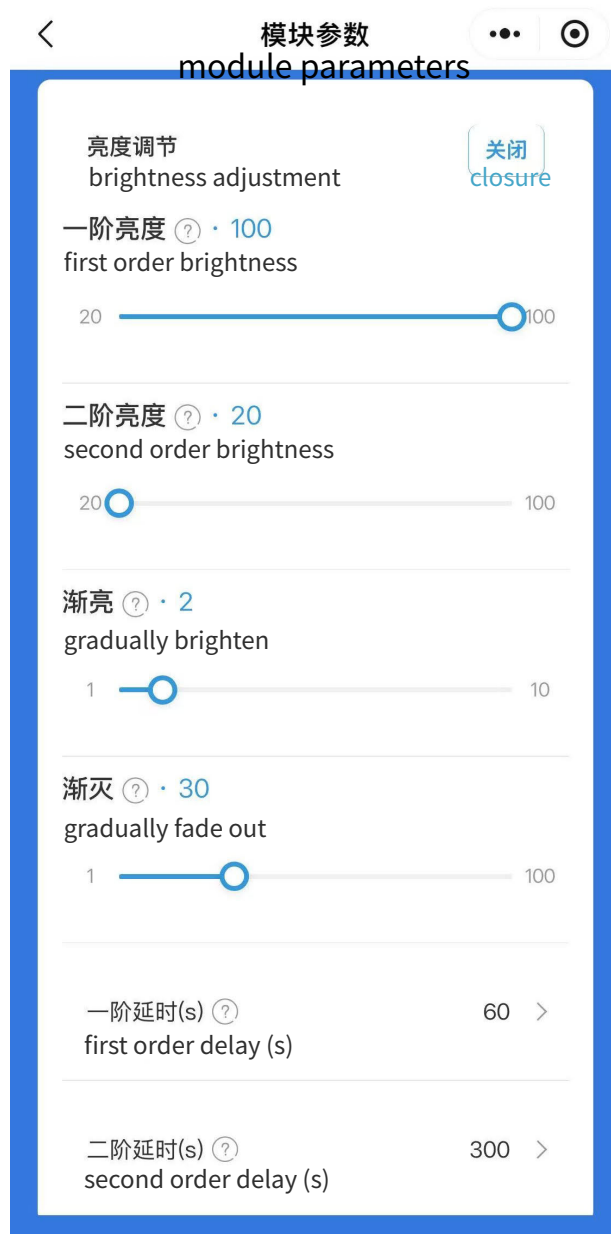 模块参数
module parameters
亮度调节 关闭
brightness adjustment closure
一阶亮度 ? · 100
first order brightness
20 100
二阶亮度 ? · 20
second order brightness
20 100
渐亮 ? · 2
gradually brighten
1 10
渐灭 ? · 30
gradually fade out
1 100
一阶延时(s) ? 60
first order delay (s)
二阶延时(s) ? 300
second order delay (s)